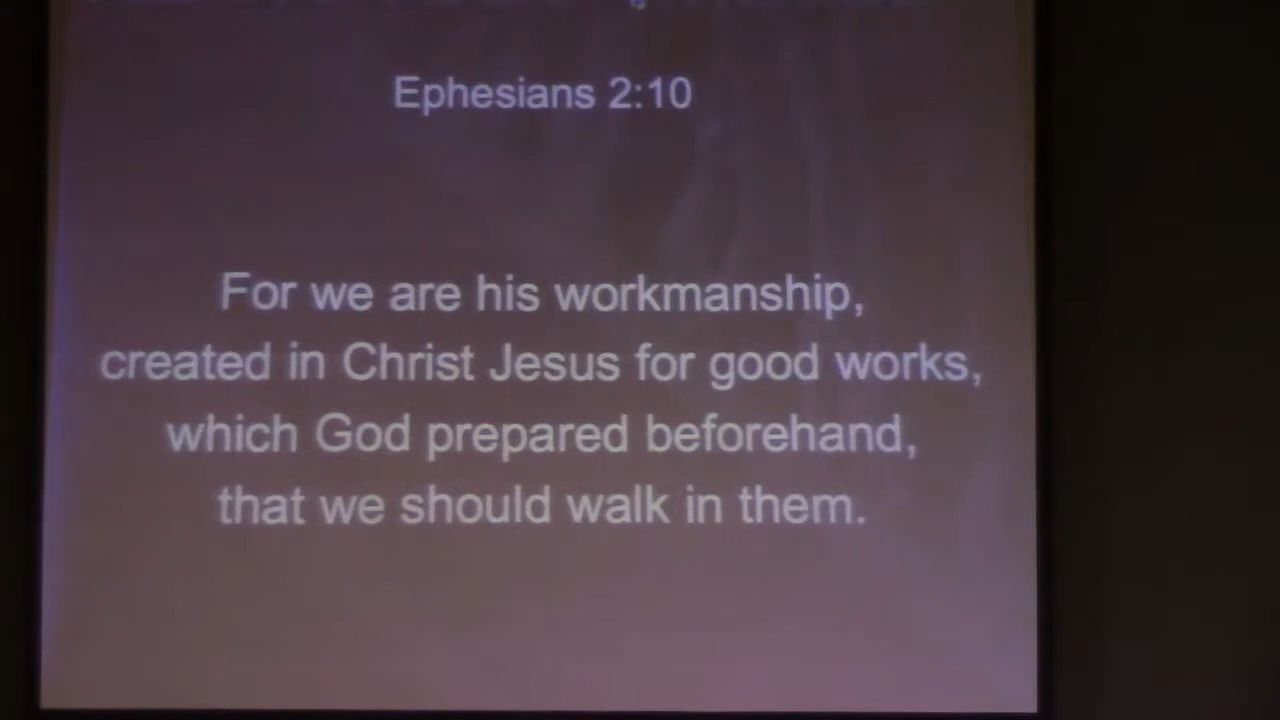 Ephesians 2:10
For we are his workmanship,
created in Christ Jesus for good works,
which God prepared beforehand,
that we should walk in them.